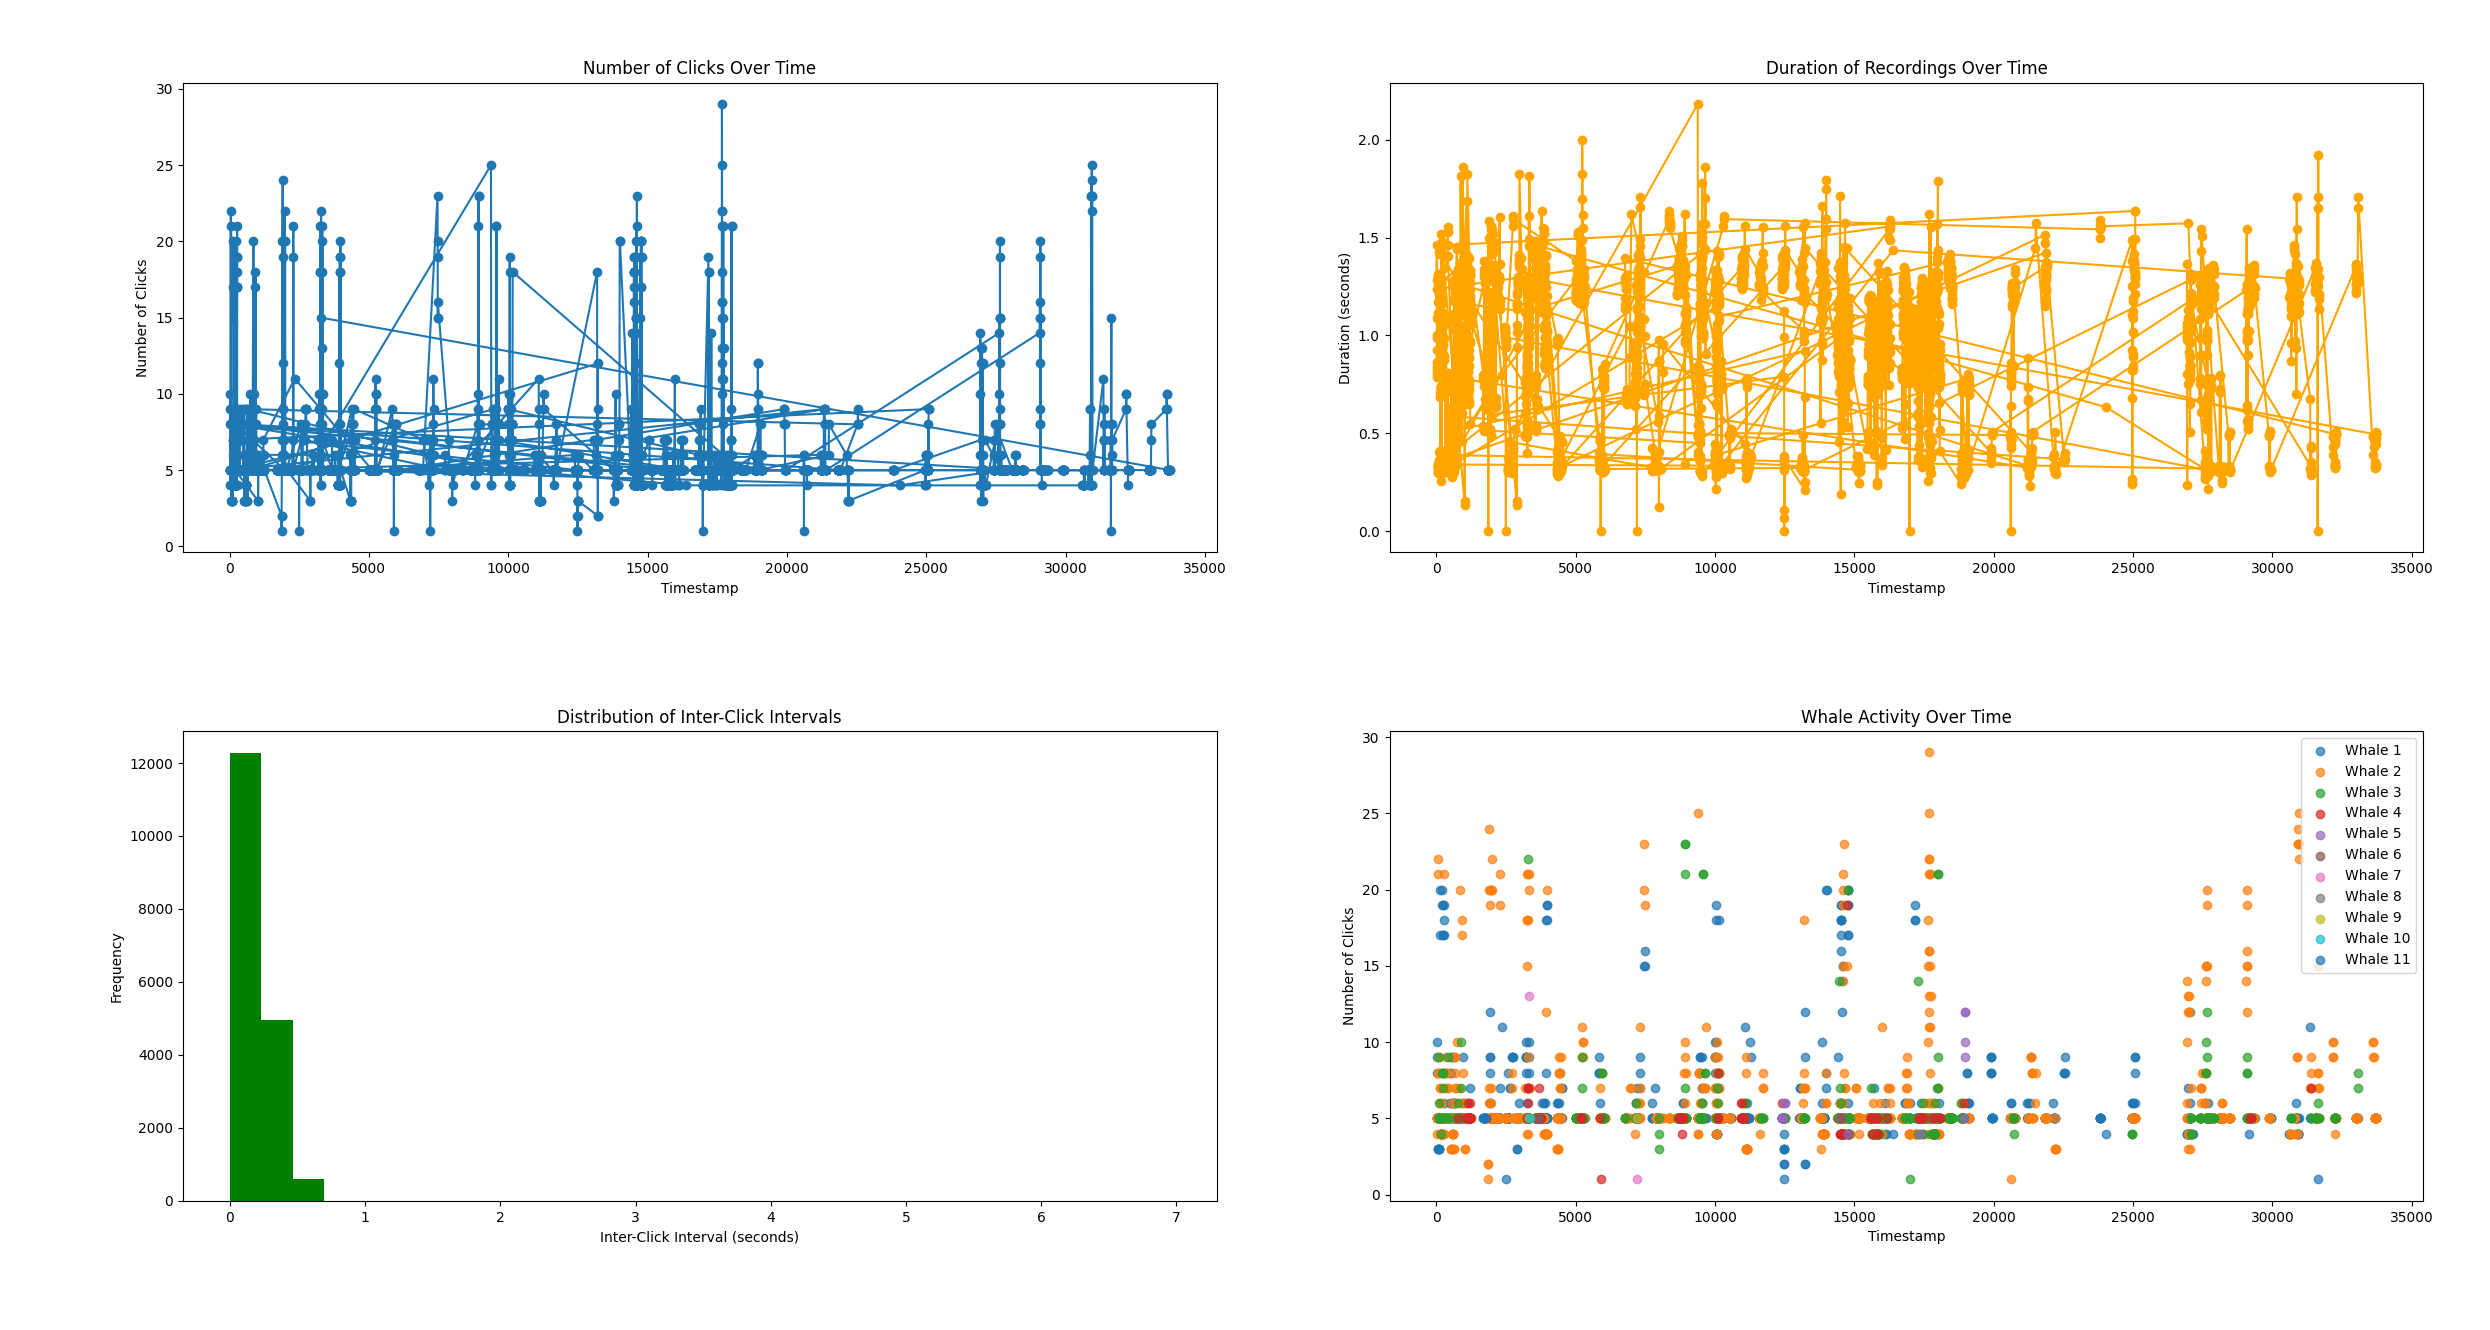 Number of Clicks Over Time
30
25
20
15
10
5
0
Number of Clicks
0 5000 10000 15000 20000 25000 30000 35000
Timestamp
Duration of Recordings Over Time
2.0
1.5
1.0
0.5
0.0
Duration (seconds)
0 5000 10000 15000 20000 25000 30000 35000
Timestamp
Distribution of Inter-Click Intervals
12000
10000
8000
6000
4000
2000
0
Frequency
0 1 2 3 4 5 6 7
Inter-Click Interval (seconds)
Whale Activity Over Time
30
25
20
15
10
5
0
Number of Clicks
Whale 1
Whale 2
Whale 3
Whale 4
Whale 5
Whale 6
Whale 7
Whale 8
Whale 9
Whale 10
Whale 11
0 5000 10000 15000 20000 25000 30000 35000
Timestamp